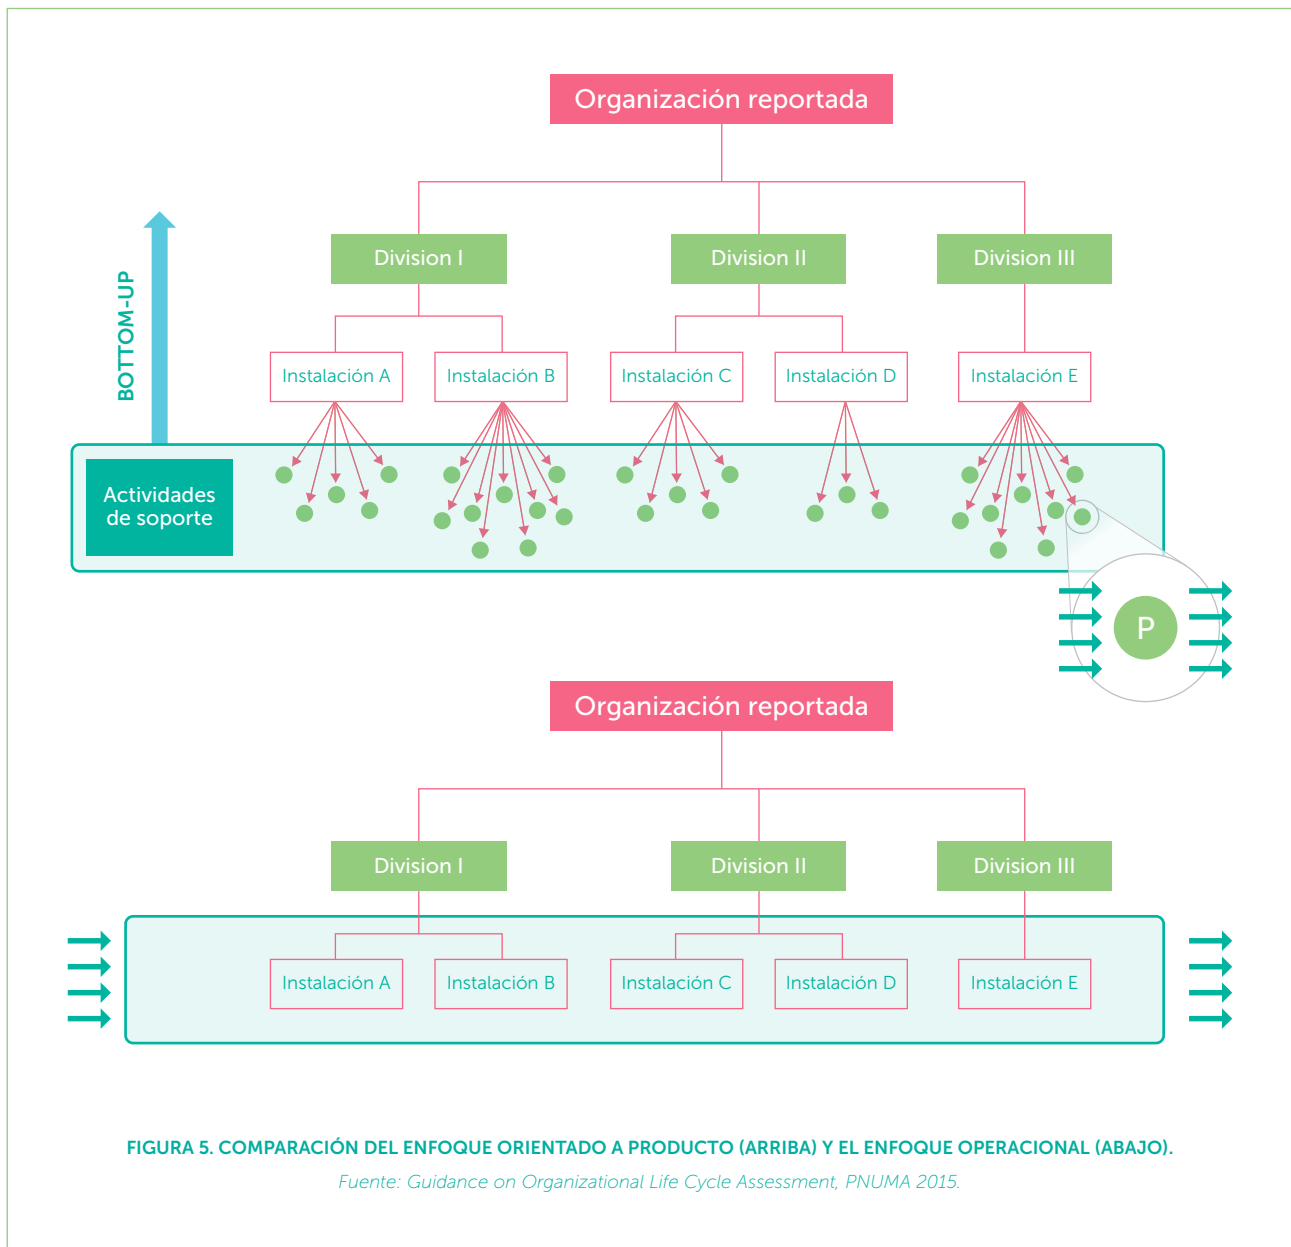 Organización reportada
Division I
Division II
Division III
BOTTOM-UP
Instalación A
Instalación B
Instalación C
Instalación D
Instalación E
Actividades
de soporte
P
Organización reportada
Division I
Division II
Division III
Instalación A
Instalación B
Instalación C
Instalación D
Instalación E
FIGURA 5. COMPARACIÓN DEL ENFOQUE ORIENTADO A PRODUCTO (ARRIBA) Y EL ENFOQUE OPERACIONAL (ABAJO).
Fuente: Guidance on Organizational Life Cycle Assessment, PNUMA 2015.